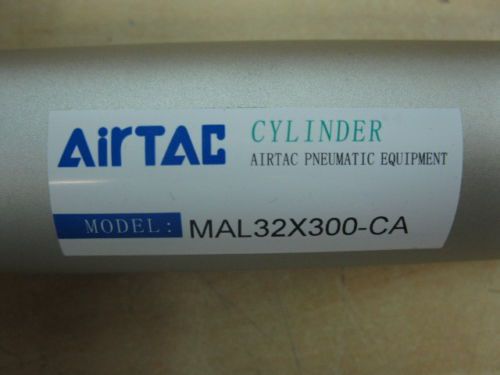 AirTAC
CYLINDER
AIRTAC PNEUMATIC EQUIPMENT
MODEL: MAL32X300-CA